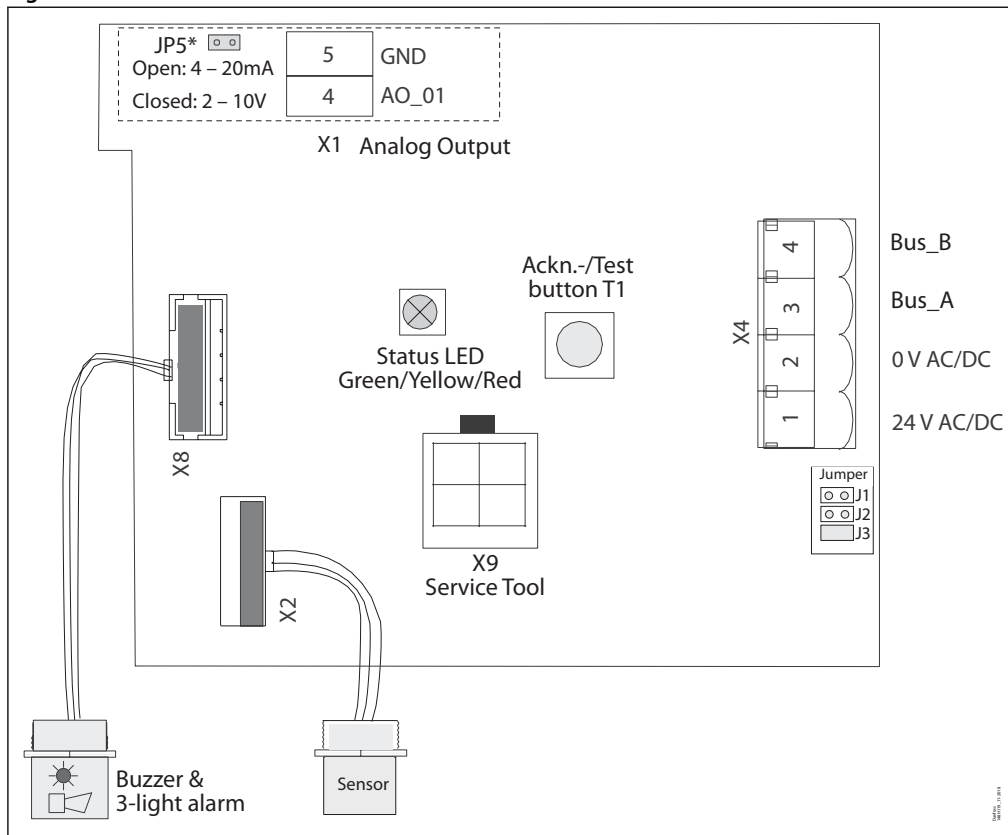 JP5*
Open: 4 – 20mA
Closed: 2 – 10V
5 GND
4 AO_01
X1 Analog Output
Ackn.-/Test
button T1
Status LED
Green/Yellow/Red
X8
X2
X9
Service Tool
X4
4 Bus_B
3 Bus_A
2 0 V AC/DC
1 24 V AC/DC
Jumper
J1
J2
J3
Buzzer &
3-light alarm
Sensor